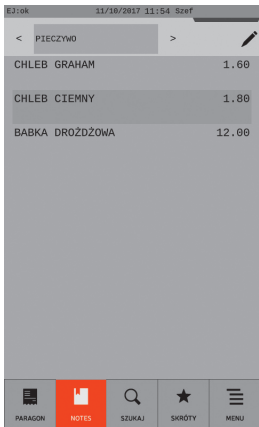 EJ:ok 11/10/2017 11:54 Szef
< PIECZYWO >
CHLEB GRAHAM 1.60
CHLEB CIEMNY 1.80
BABKA DROŻDŻOWA 12.00
PARAGON NOTES SZUKAJ SKRÓTY MENU